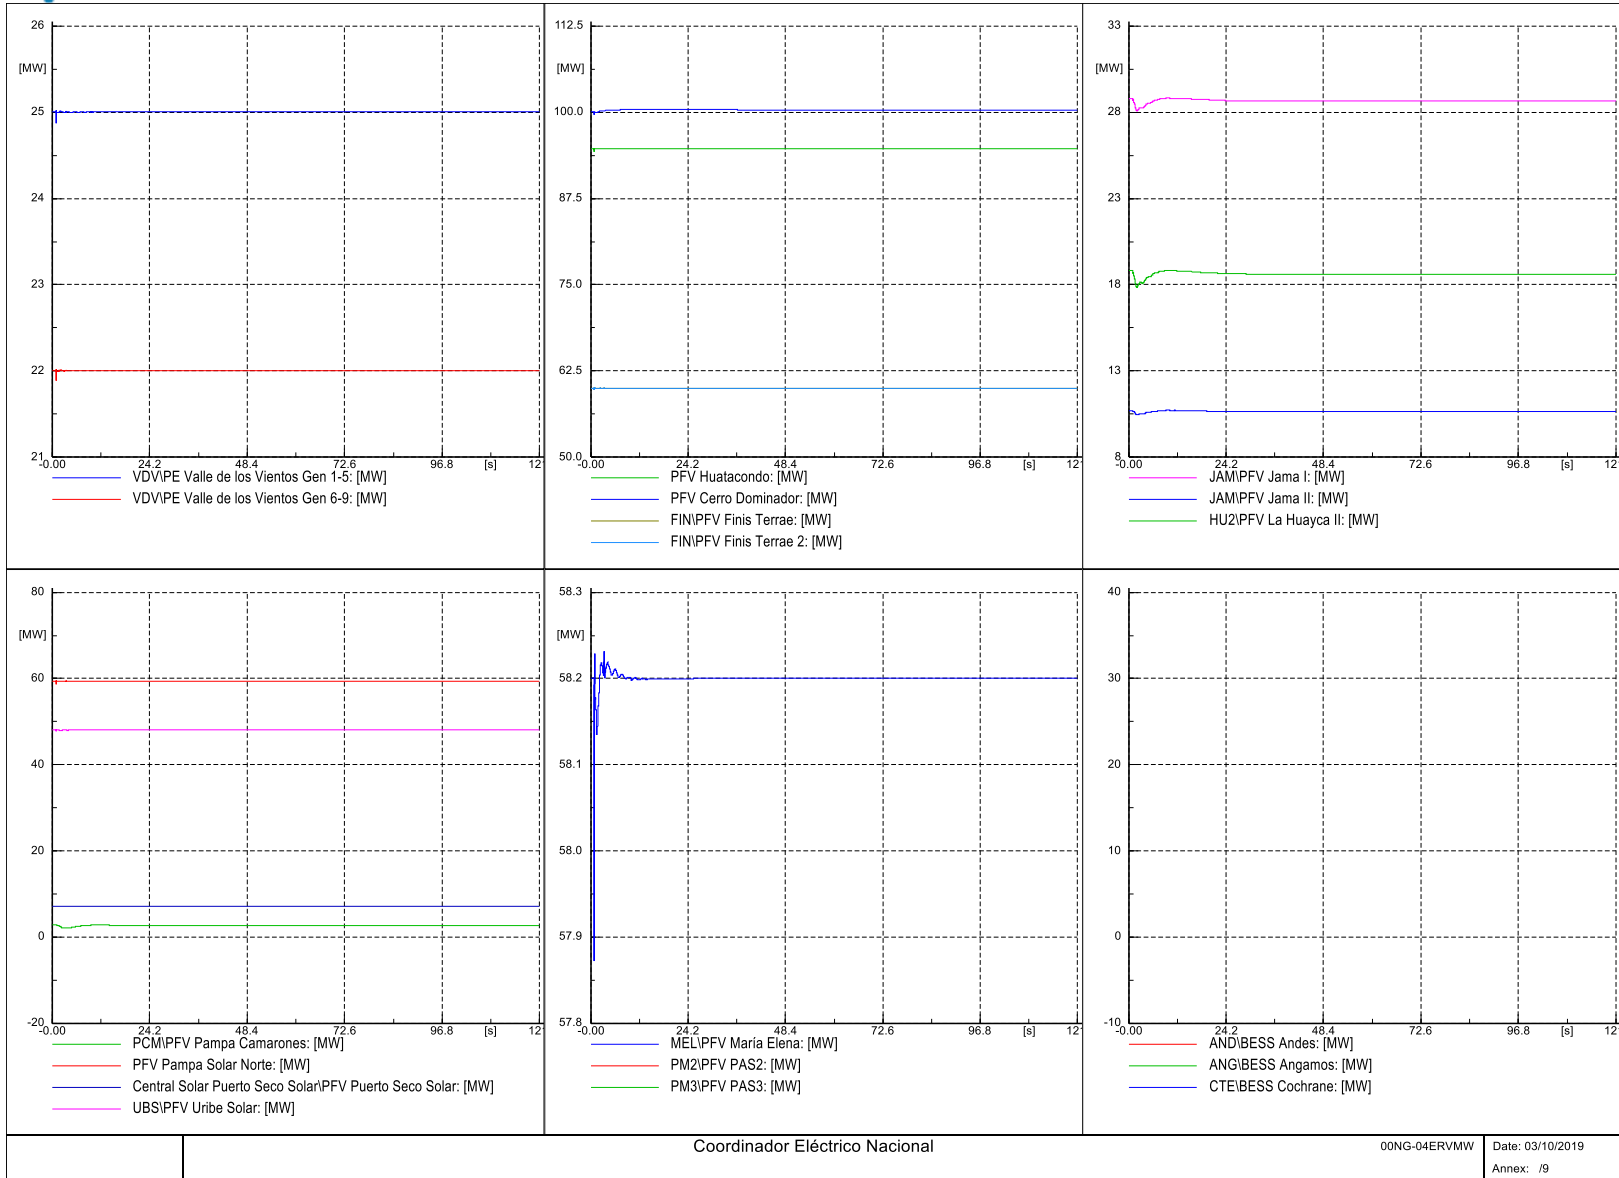 26
[MW]
25
24
23
22
21
-0.00 24.2 48.4 72.6 96.8 [s] 12
VDV\PE Valle de los Vientos Gen 1-5: [MW]
VDV\PE Valle de los Vientos Gen 6-9: [MW]
112.5
[MW]
100.0
87.5
75.0
62.5
50.0
-0.00 24.2 48.4 72.6 96.8 [s] 12
PFV Huatacondo: [MW]
PFV Cerro Dominador: [MW]
FIN\PFV Finis Terrae: [MW]
FIN\PFV Finis Terrae 2: [MW]
33
[MW]
28
23
18
13
8
-0.00 24.2 48.4 72.6 96.8 [s] 12
JAM\PFV Jama I: [MW]
JAM\PFV Jama II: [MW]
HU2\PFV La Huayca II: [MW]
80
[MW]
60
40
20
0
-20
-0.00 24.2 48.4 72.6 96.8 [s] 12
PCM\PFV Pampa Camarones: [MW]
PFV Pampa Solar Norte: [MW]
Central Solar Puerto Seco Solar\PFV Puerto Seco Solar: [MW]
UBS\PFV Uribe Solar: [MW]
58.3
[MW]
58.2
58.1
58.0
57.9
57.8
-0.00 24.2 48.4 72.6 96.8 [s] 12
MEL\PFV María Elena: [MW]
PM2\PFV PAS2: [MW]
PM3\PFV PAS3: [MW]
40
30
20
10
0
-10
-0.00 24.2 48.4 72.6 96.8 [s] 12
AND\BESS Andes: [MW]
ANG\BESS Angamos: [MW]
CTE\BESS Cochrane: [MW]
Coordinador Eléctrico Nacional
00NG-04ERVMW
Date: 03/10/2019
Annex: /9